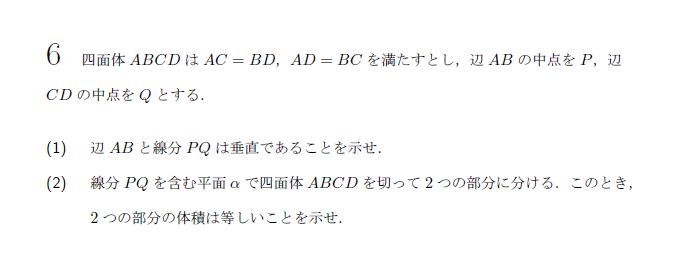 6 四面体 ABCD は AC = BD，AD = BC を満たすとし，辺 AB の中点を P，辺
CD の中点を Q とする．
(1) 辺 AB と線分 PQ は垂直であることを示せ．
(2) 線分 PQ を含む平面 α で四面体 ABCD を切って 2 つの部分に分ける．このとき，
2 つの部分の体積は等しいことを示せ．